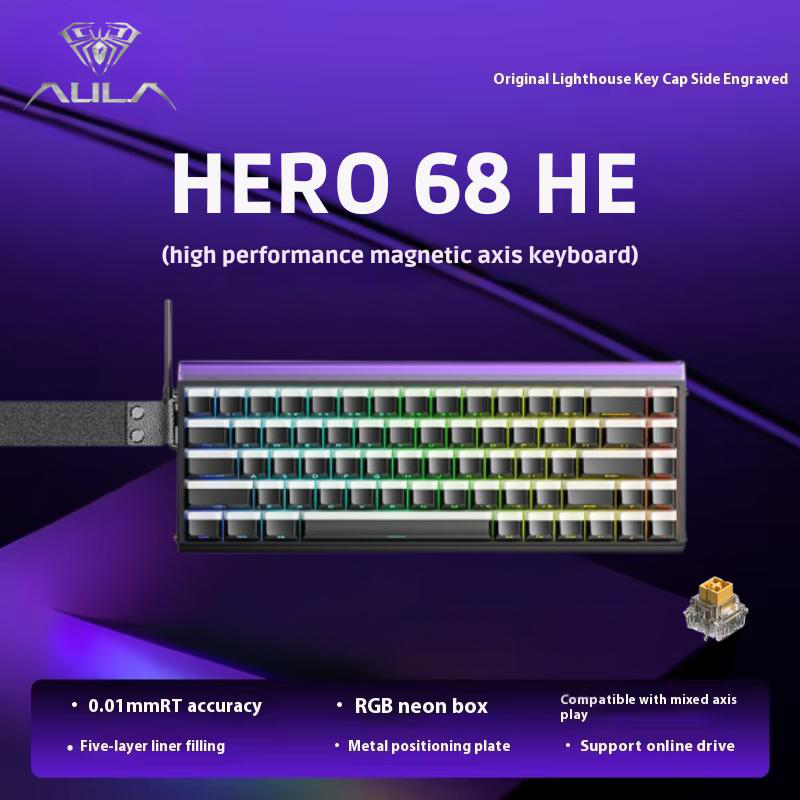 AULA
Original Lighthouse Key Cap Side Engraved
HERO 68 HE
(high performance magnetic axis keyboard)
• 0.01mmRT accuracy
• RGB neon box
Compatible with mixed axis
play
• Five-layer liner filling
• Metal positioning plate
• Support online drive